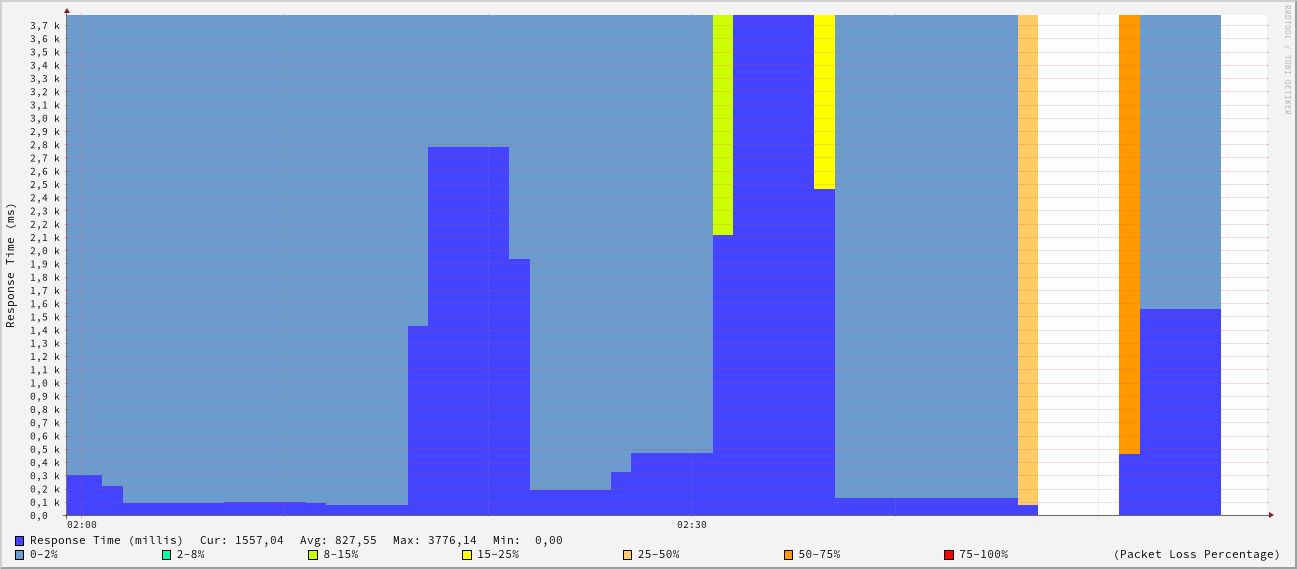 RRDTOOL / TOBI OETIKER
Response Time (ms)
3,7 k
3,6 k
3,5 k
3,4 k
3,3 k
3,2 k
3,1 k
3,0 k
2,9 k
2,8 k
2,7 k
2,6 k
2,5 k
2,4 k
2,3 k
2,2 k
2,1 k
2,0 k
1,9 k
1,8 k
1,7 k
1,6 k
1,5 k
1,4 k
1,3 k
1,2 k
1,1 k
1,0 k
0,9 k
0,8 k
0,7 k
0,6 k
0,5 k
0,4 k
0,3 k
0,2 k
0,1 k
0,0
02:00 02:30
Response Time (millis) Cur: 1557,04 Avg: 827,55 Max: 3776,14 Min: 0,00
0-2% 2-8% 8-15% 15-25% 25-50% 50-75% 75-100% (Packet Loss Percentage)